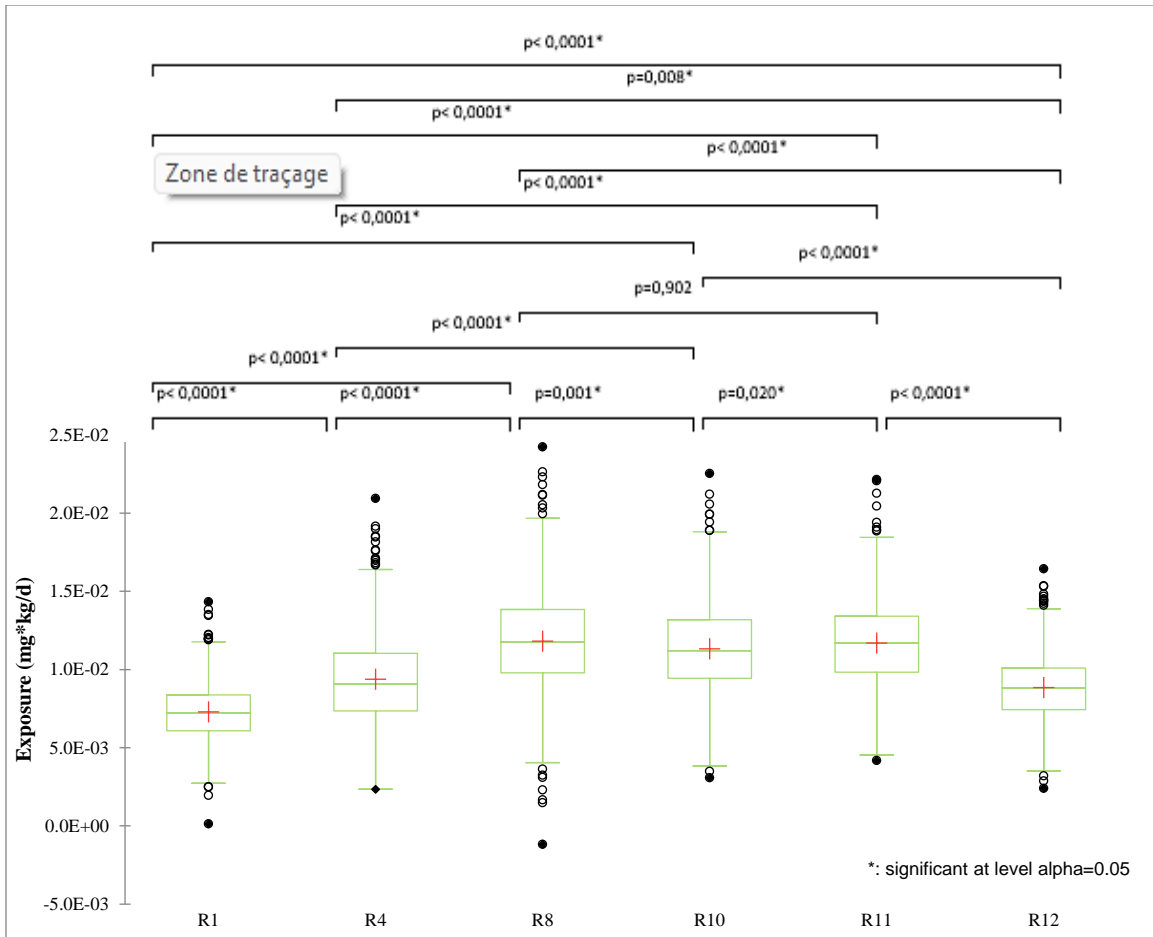 p< 0,0001*
p=0,008*
p< 0,0001*
p< 0,0001*
Zone de traçage
p< 0,0001*
p< 0,0001*
p< 0,0001*
p=0,902
p< 0,0001*
p< 0,0001*
p< 0,0001* p< 0,0001* p=0,001* p=0,020* p< 0,0001*
2.5E-02
2.0E-02
1.5E-02
1.0E-02
5.0E-03
0.0E+00
-5.0E-03
Exposure (mg*kg/d)
*: significant at level alpha=0.05
R1 R4 R8 R10 R11 R12